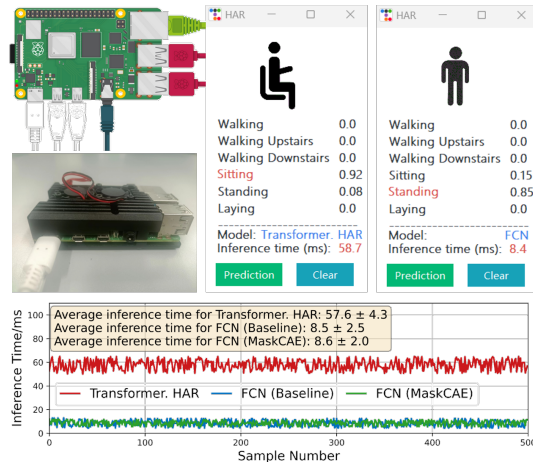 HAR
Walking 0.0
Walking Upstairs 0.0
Walking Downstairs 0.0
Sitting 0.92
Standing 0.08
Laying 0.0
Model: Transformer. HAR
Inference time (ms): 58.7
Prediction Clear
HAR
Walking 0.0
Walking Upstairs 0.0
Walking Downstairs 0.0
Sitting 0.15
Standing 0.85
Laying 0.0
Model: FCN
Inference time (ms): 8.4
Prediction Clear
Average inference time for Transformer. HAR: 57.6 ± 4.3
Average inference time for FCN (Baseline): 8.5 ± 2.5
Average inference time for FCN (MaskCAE): 8.6 ± 2.0
Transformer. HAR FCN (Baseline) FCN (MaskCAE)
Inference Time/ms
100
80
60
40
20
0
0 100 200 300 400 500
Sample Number